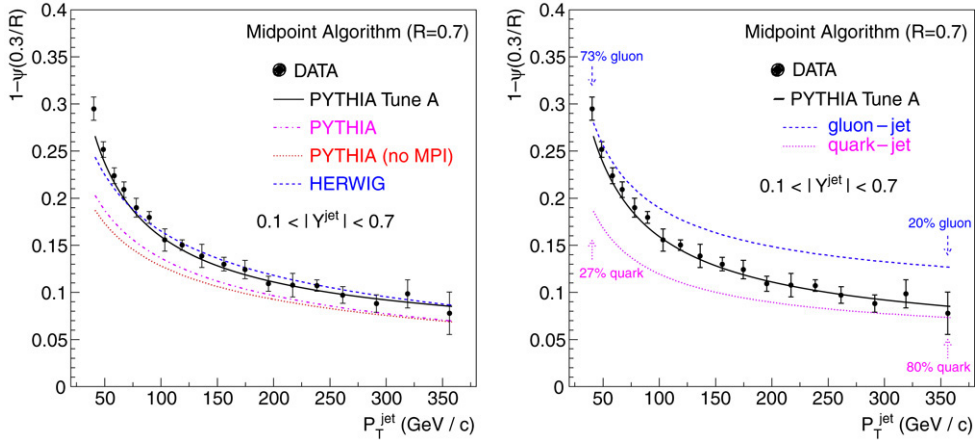 1−ψ(0.3/R)
0.4
0.35
0.3
0.25
0.2
0.15
0.1
0.05
0
Midpoint Algorithm (R=0.7)
DATA
PYTHIA Tune A
PYTHIA
PYTHIA (no MPI)
HERWIG
0.1 < | Y^jet | < 0.7
50 100 150 200 250 300 350
P_T^jet (GeV / c)
1−ψ(0.3/R)
0.4
0.35
0.3
0.25
0.2
0.15
0.1
0.05
0
Midpoint Algorithm (R=0.7)
73% gluon
DATA
PYTHIA Tune A
gluon−jet
quark−jet
0.1 < | Y^jet | < 0.7
20% gluon
27% quark
80% quark
50 100 150 200 250 300 350
P_T^jet (GeV / c)